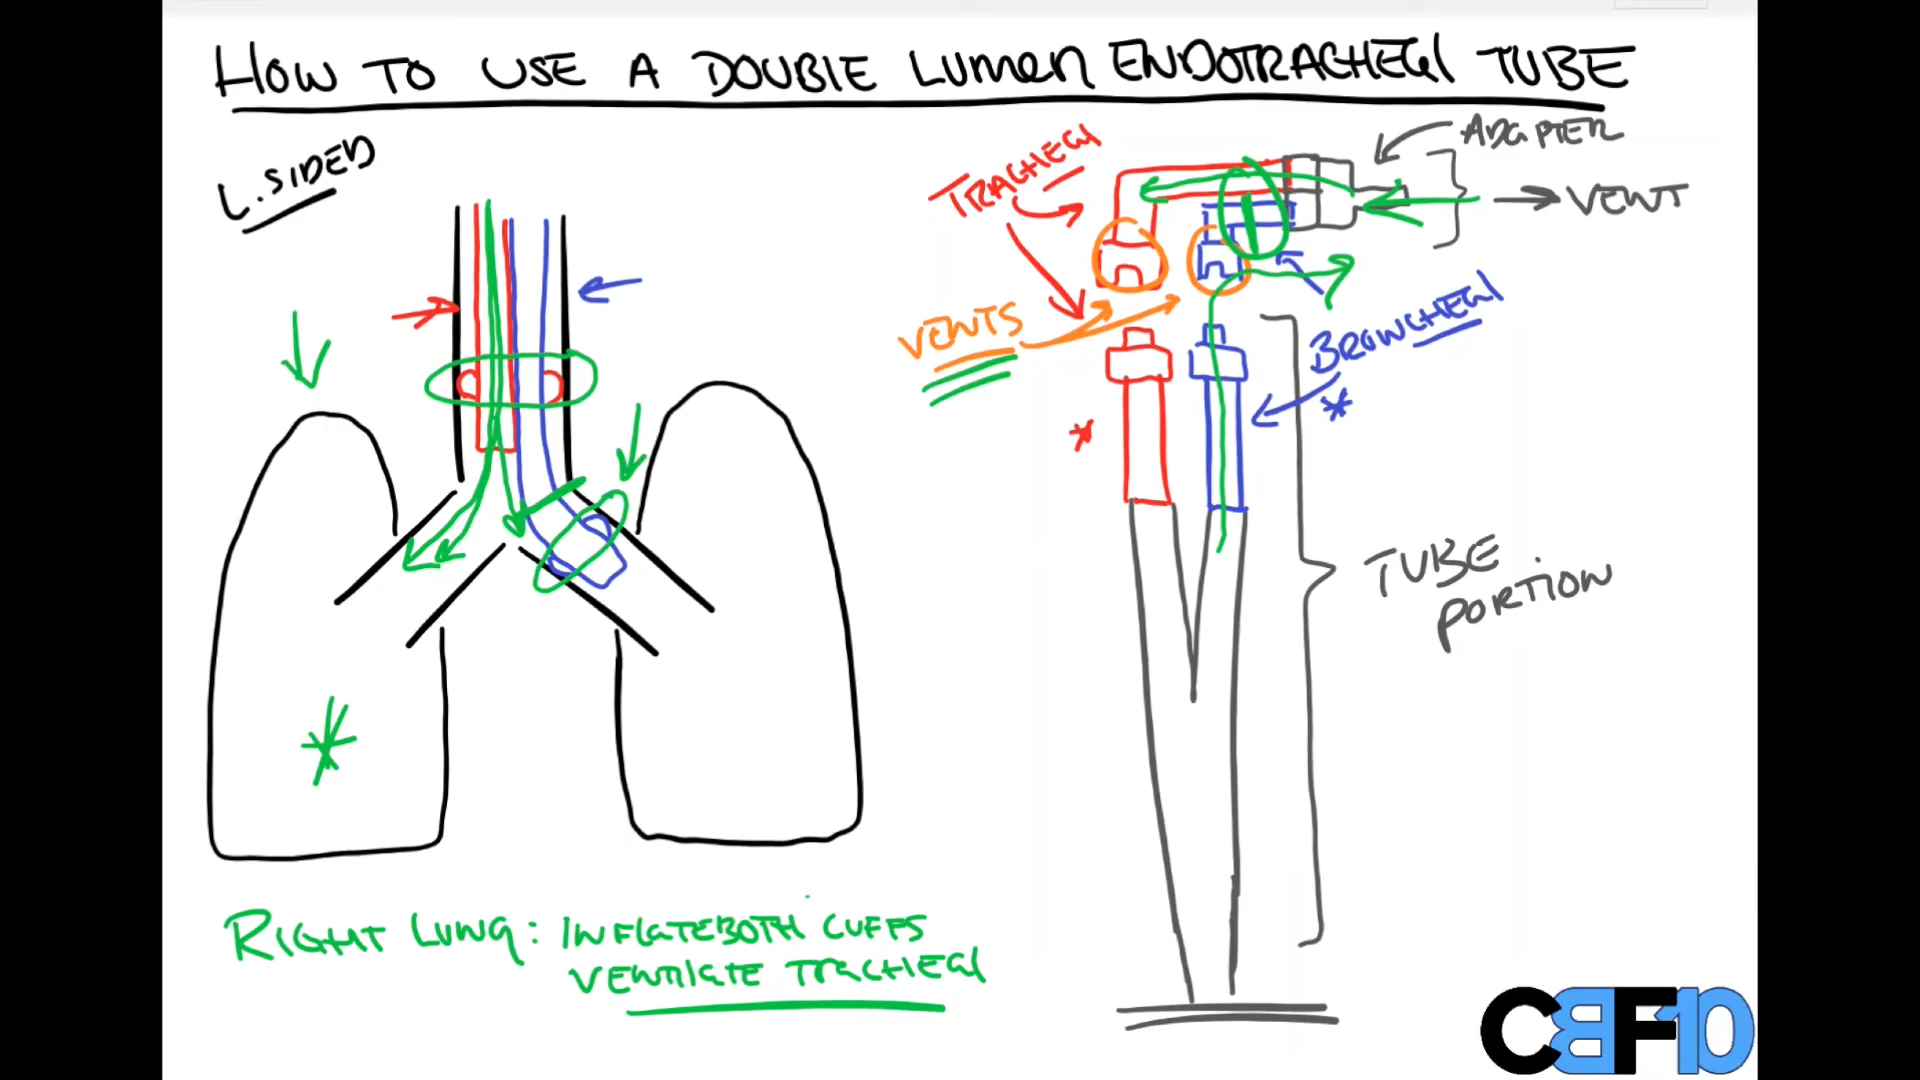 HOW TO USE A DOUBLE LUMEN ENDOTRACHEAL TUBE
L. SIDED
TRACHEAL
ADAPTER
→ VENT
VENTS
BRONCHEAL
TUBE
PORTION
RIGHT LUNG: INFLATE BOTH CUFFS
VENTILATE TRACHEAL
CBF10